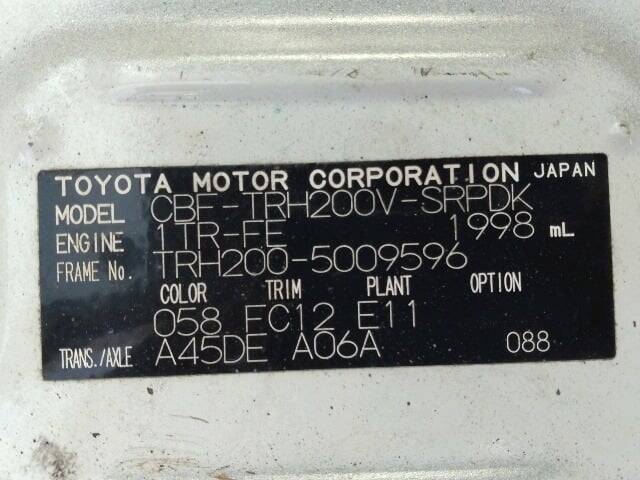 TOYOTA MOTOR CORPORATION JAPAN
MODEL CBF-TRH200V-SRPDK
ENGINE 1TR-FE 1998 mL
FRAME No. TRH200-5009596
COLOR TRIM PLANT OPTION
058 FC12 E11
TRANS./AXLE A45DE A06A 088